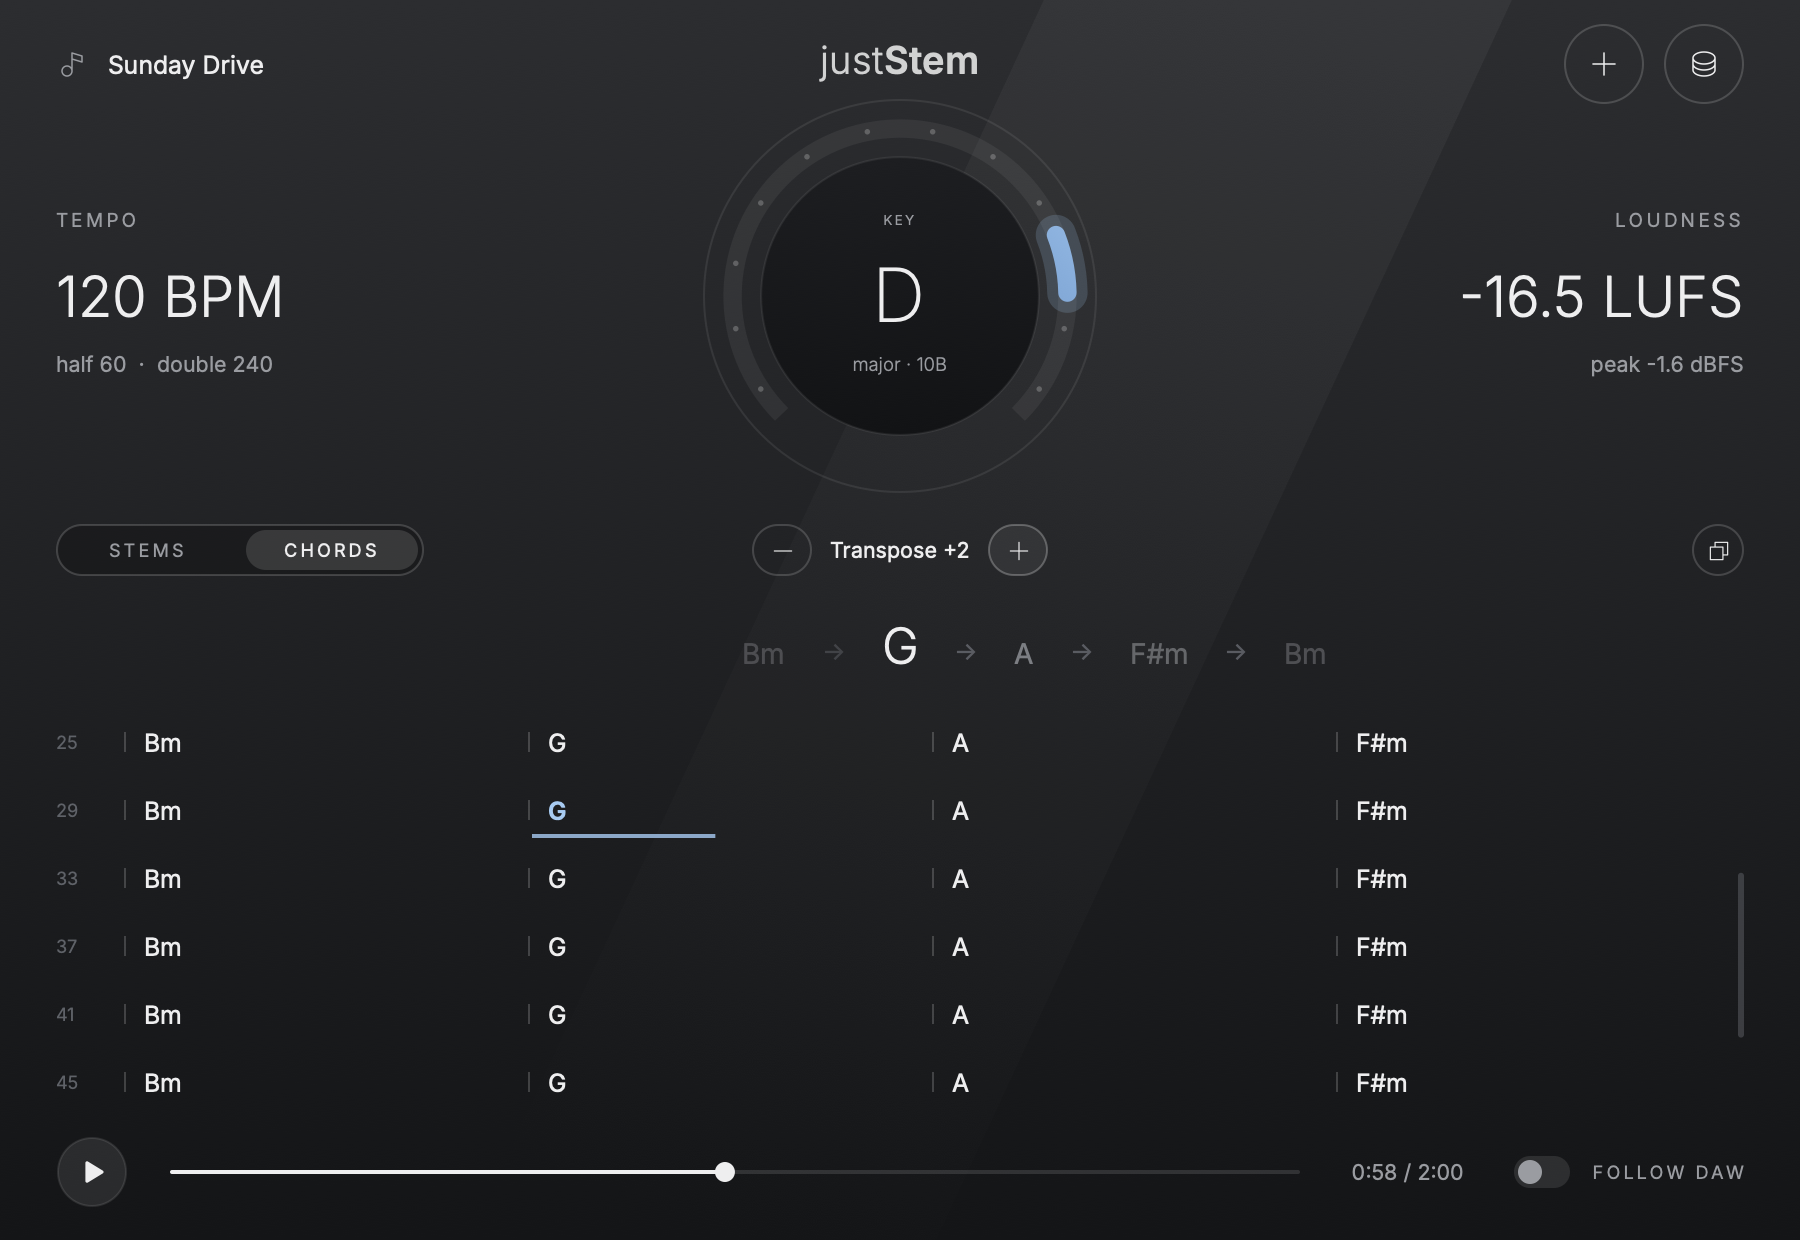 Sunday Drive
justStem
TEMPO
120 BPM
half 60 · double 240
KEY
D
major · 10B
LOUDNESS
-16.5 LUFS
peak -1.6 dBFS
STEMS CHORDS
Transpose +2
Bm → G → A → F#m → Bm
25 Bm G A F#m
29 Bm G A F#m
33 Bm G A F#m
37 Bm G A F#m
41 Bm G A F#m
45 Bm G A F#m
0:58 / 2:00 FOLLOW DAW